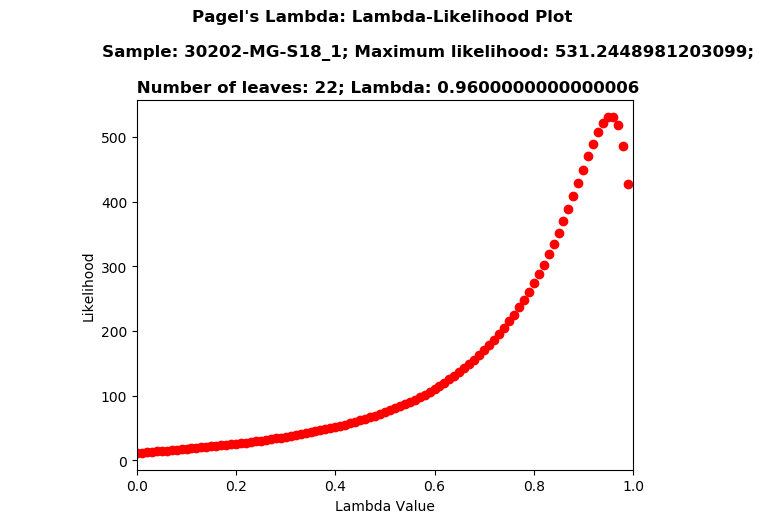 Pagel's Lambda: Lambda-Likelihood Plot
Sample: 30202-MG-S18_1; Maximum likelihood: 531.2448981203099;
Number of leaves: 22; Lambda: 0.9600000000000006
500
400
300
200
100
0
Likelihood
0.0 0.2 0.4 0.6 0.8 1.0
Lambda Value